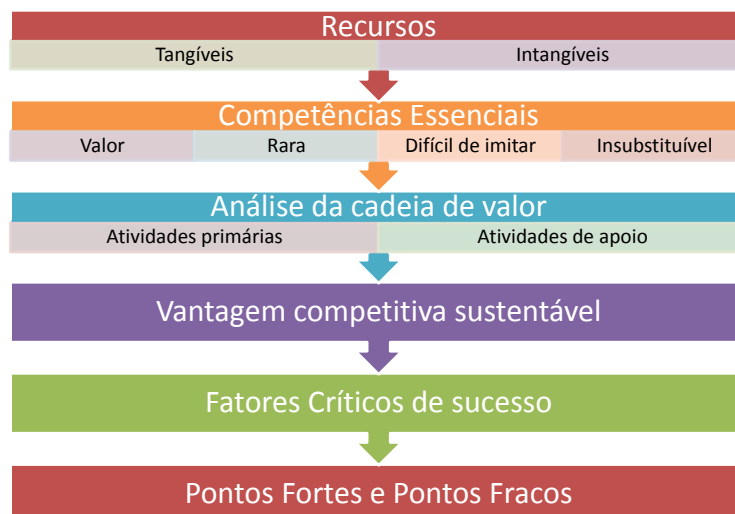 Recursos
Tangíveis Intangíveis
Competências Essenciais
Valor Rara Difícil de imitar Insubstituível
Análise da cadeia de valor
Atividades primárias Atividades de apoio
Vantagem competitiva sustentável
Fatores Críticos de sucesso
Pontos Fortes e Pontos Fracos